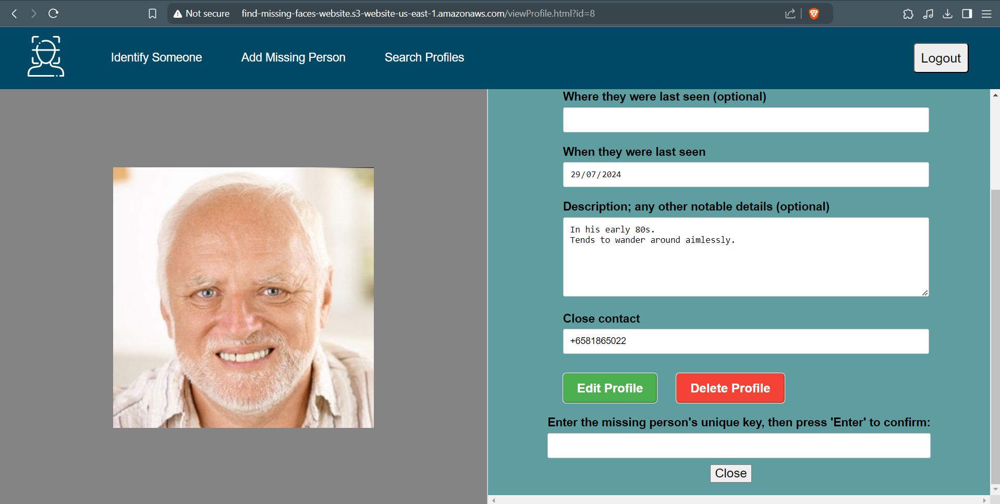 Not secure find-missing-faces-website.s3-website-us-east-1.amazonaws.com/viewProfile.html?id=8
Identify Someone Add Missing Person Search Profiles Logout
Where they were last seen (optional)
When they were last seen
29/07/2024
Description; any other notable details (optional)
In his early 80s.
Tends to wander around aimlessly.
Close contact
+6581865022
Edit Profile Delete Profile
Enter the missing person's unique key, then press 'Enter' to confirm:
Close